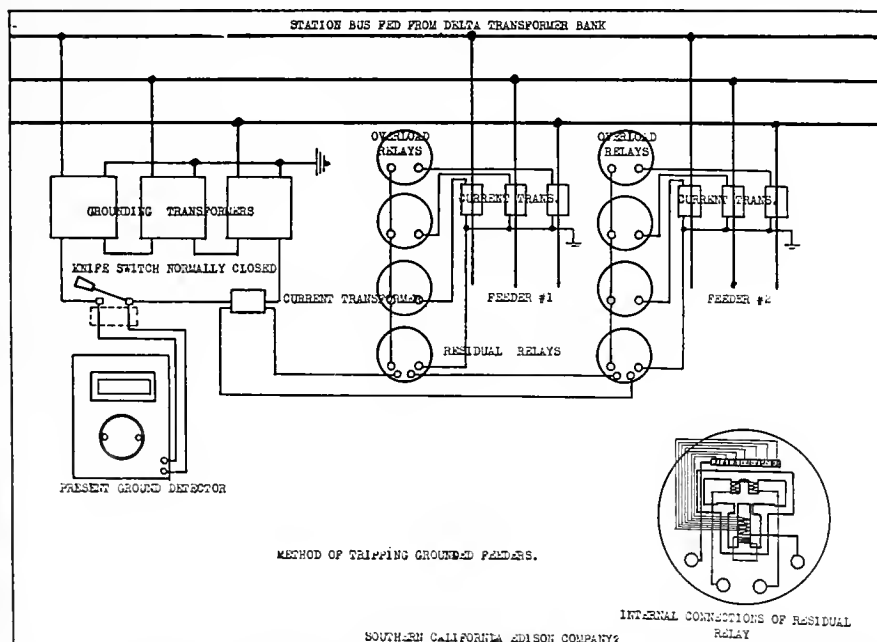 STATION BUS FED FROM DELTA TRANSFORMER BANK
OVERLOAD RELAYS
OVERLOAD RELAYS
GROUNDING TRANSFORMERS
CURRENT TRANS.
CURRENT TRANS.
KNIFE SWITCH NORMALLY CLOSED
CURRENT TRANSFORMER
FEEDER #1
FEEDER #2
RESIDUAL RELAYS
PRESENT GROUND DETECTOR
METHOD OF TRIPPING GROUNDED FEEDERS.
INTERNAL CONNECTIONS OF RESIDUAL
RELAY
SOUTHERN CALIFORNIA EDISON COMPANY?